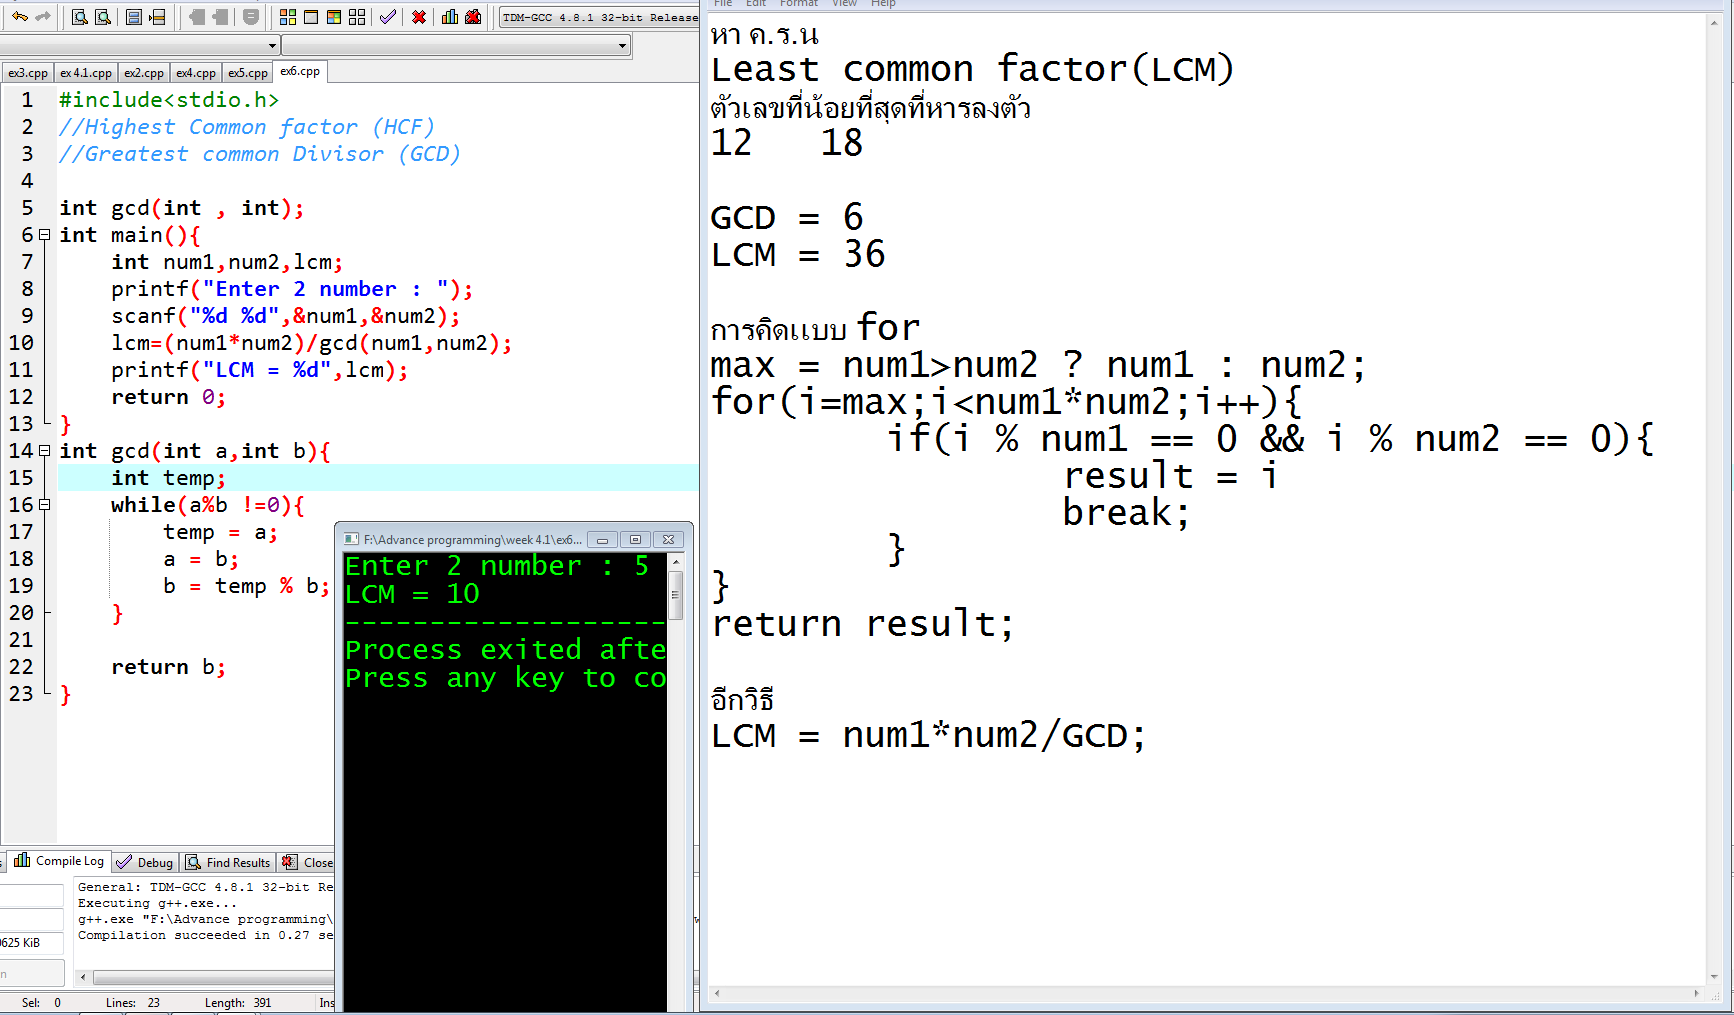 TDM-GCC 4.8.1 32-bit Release
ex3.cpp ex 4.1.cpp ex2.cpp ex4.cpp ex5.cpp ex6.cpp
1 #include<stdio.h>
2 //Highest Common factor (HCF)
3 //Greatest common Divisor (GCD)
4
5 int gcd(int , int);
6 int main(){
7 int num1,num2,lcm;
8 printf("Enter 2 number : ");
9 scanf("%d %d",&num1,&num2);
10 lcm=(num1*num2)/gcd(num1,num2);
11 printf("LCM = %d",lcm);
12 return 0;
13 }
14 int gcd(int a,int b){
15 int temp;
16 while(a%b !=0){
17 temp = a;
18 a = b;
19 b = temp % b;
20 }
21
22 return b;
23 }
F:\Advance programming\week 4.1\ex6...
Enter 2 number : 5
LCM = 10
--------------------
Process exited afte
Press any key to co
Compile Log Debug Find Results Close
General: TDM-GCC 4.8.1 32-bit Re
Executing g++.exe...
g++.exe "F:\Advance programming\
Compilation succeeded in 0.27 se
0625 KiB
Sel: 0 Lines: 23 Length: 391 Ins
File Edit Format View Help
หา ค.ร.น
Least common factor(LCM)
ตัวเลขที่น้อยที่สุดที่หารลงตัว
12 18
GCD = 6
LCM = 36
การคิดแบบ for
max = num1>num2 ? num1 : num2;
for(i=max;i<num1*num2;i++){
if(i % num1 == 0 && i % num2 == 0){
result = i
break;
}
}
return result;
อีกวิธี
LCM = num1*num2/GCD;